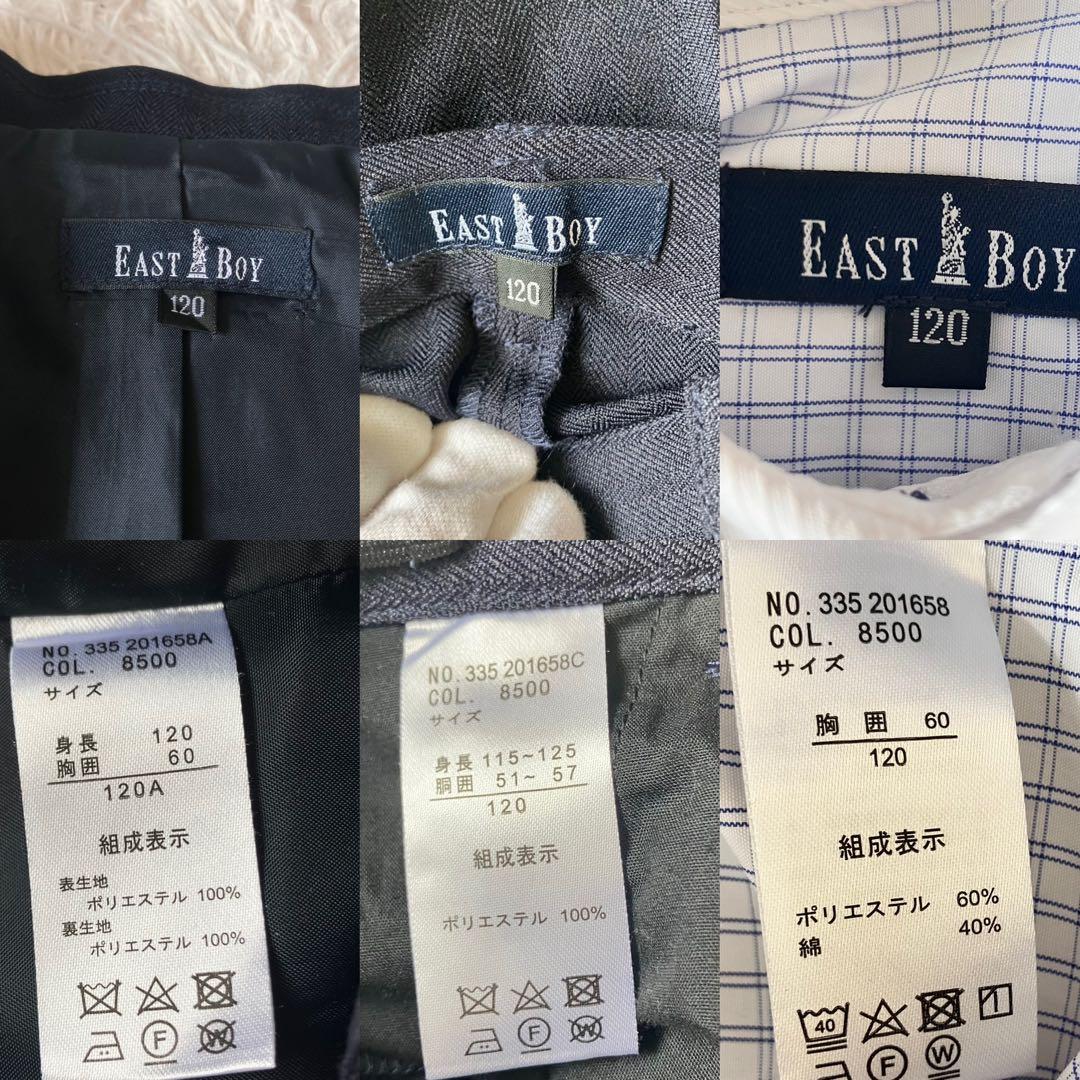 EAST BOY
120
EAST BOY
120
EAST BOY
120
NO. 335 201658A
COL. 8500
サイズ
身長 120
胸囲 60
120A
組成表示
表生地
ポリエステル 100%
裏生地
ポリエステル 100%
F
W
NO. 335 201658C
COL. 8500
サイズ
身長 115~125
胴囲 51~ 57
120
組成表示
ポリエステル 100%
F
W
NO. 335 201658
COL. 8500
サイズ
胸囲 60
120
組成表示
ポリエステル 60%
綿 40%
40
F
W